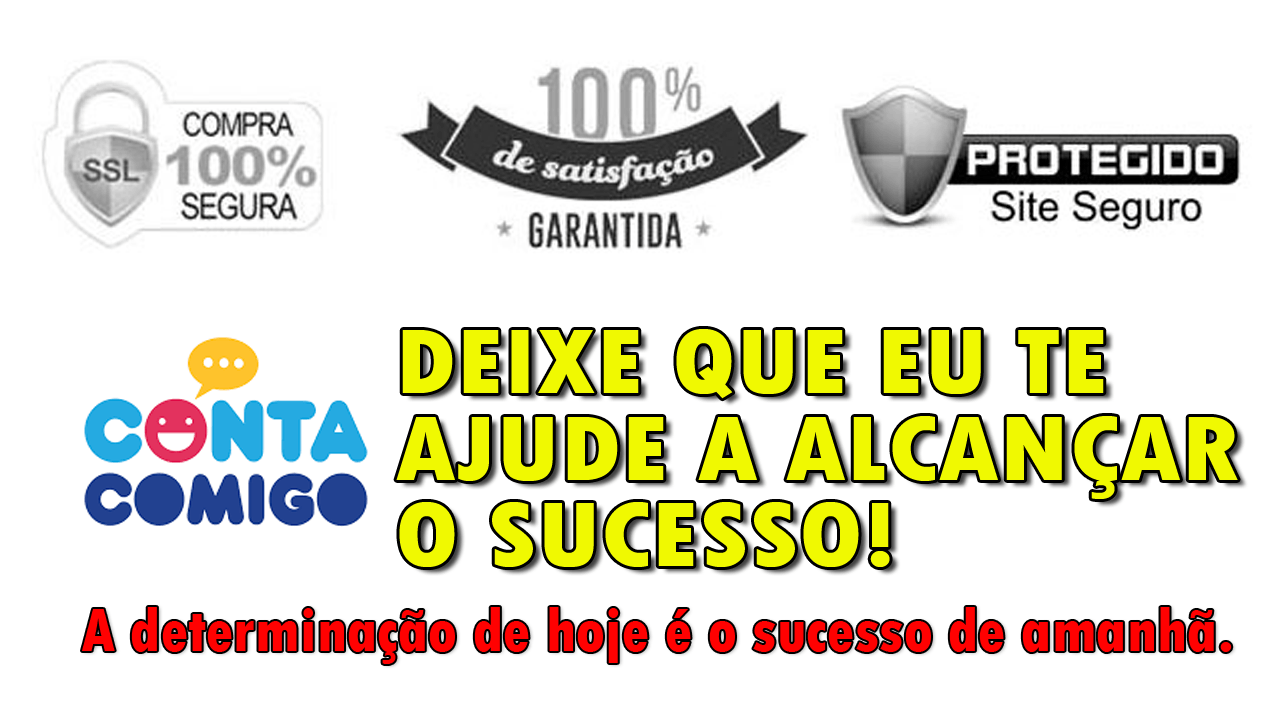 SSL
COMPRA
100%
SEGURA
100%
de satisfação
GARANTIDA
PROTEGIDO
Site Seguro
CONTA
COMIGO
DEIXE QUE EU TE
AJUDE A ALCANÇAR
O SUCESSO!
A determinação de hoje é o sucesso de amanhã.